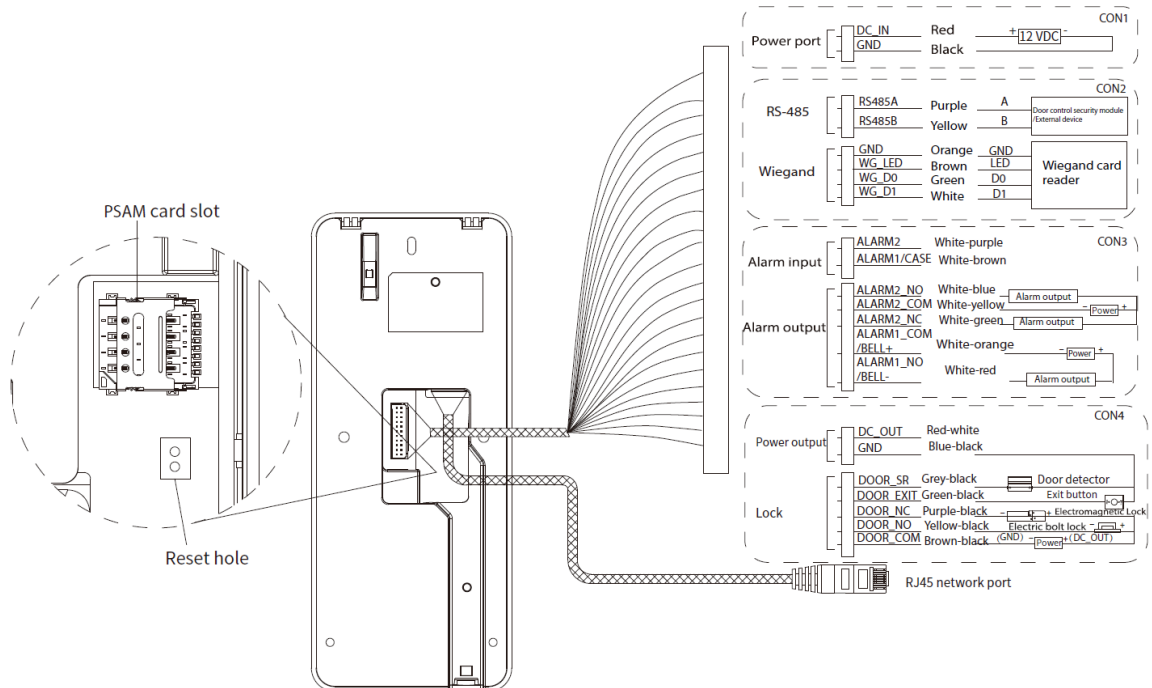 PSAM card slot
Reset hole
CON1
Power port
DC_IN Red + 12 VDC -
GND Black
CON2
RS-485
RS485A Purple A
RS485B Yellow B
Door control security module
/External device
Wiegand
GND Orange GND
WG_LED Brown LED
WG_D0 Green D0
WG_D1 White D1
Wiegand card
reader
CON3
Alarm input
ALARM2 White-purple
ALARM1/CASE White-brown
Alarm output
ALARM2_NO White-blue Alarm output
ALARM2_COM White-yellow - Power +
ALARM2_NC White-green Alarm output
ALARM1_COM
/BELL+ White-orange - Power +
ALARM1_NO
/BELL- White-red Alarm output
CON4
Power output
DC_OUT Red-white
GND Blue-black
Lock
DOOR_SR Grey-black Door detector
DOOR_EXIT Green-black Exit button
DOOR_NC Purple-black - + Electromagnetic Lock
DOOR_NO Yellow-black Electric bolt lock - +
DOOR_COM Brown-black (GND) - Power + (DC_OUT)
RJ45 network port